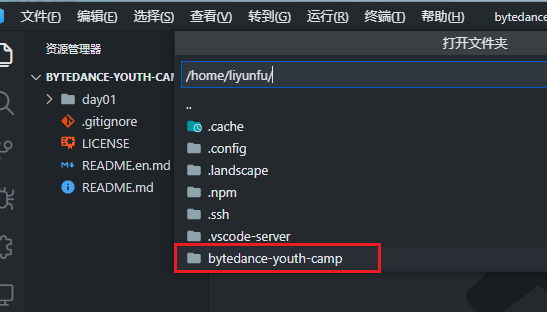 文件(F) 编辑(E) 选择(S) 查看(V) 转到(G) 运行(R) 终端(T) 帮助(H) bytedance
资源管理器
打开文件夹
BYTEDANCE-YOUTH-CAM
day01
.gitignore
LICENSE
README.en.md
README.md
/home/liyunfu/
..
.cache
.config
.landscape
.npm
.ssh
.vscode-server
bytedance-youth-camp